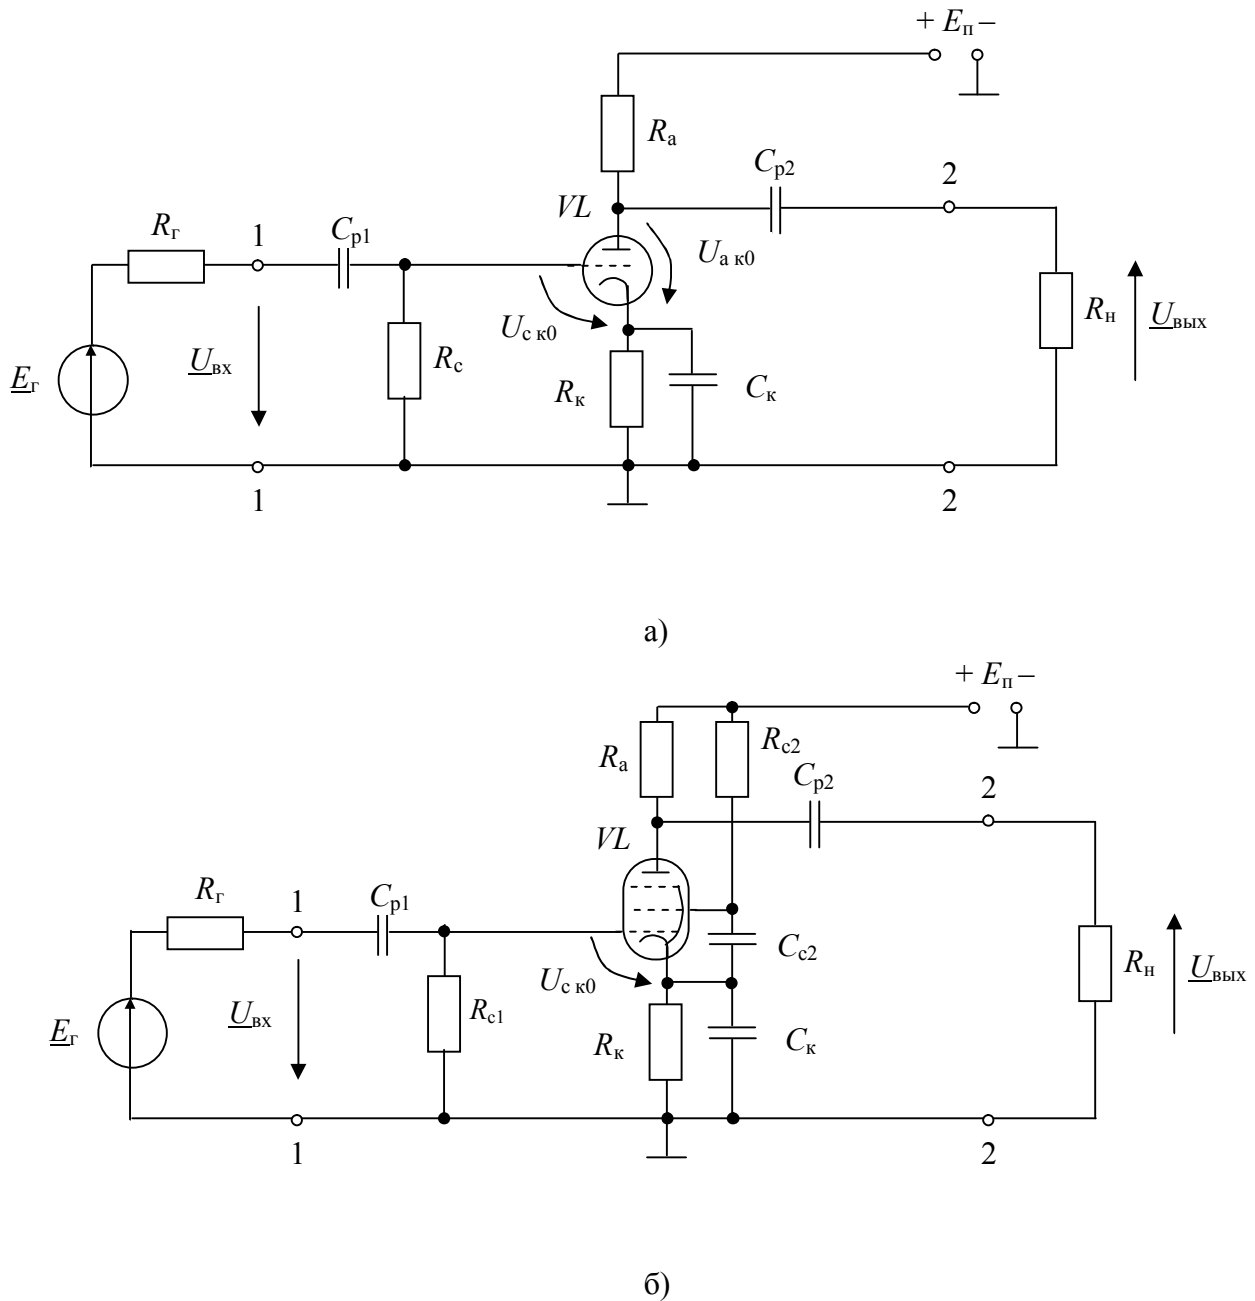 + Eп –
Rа
Cр2
2
VL
Rг
1
Cр1
Uа к0
Uс к0
Rн
Uвых
Eг
Uвх
Rс
Rк
Cк
1
2
а)
+ Eп –
Rа
Rс2
Cр2
2
VL
Rг
1
Cр1
Cс2
Uс к0
Rн
Uвых
Eг
Uвх
Rс1
Rк
Cк
1
2
б)